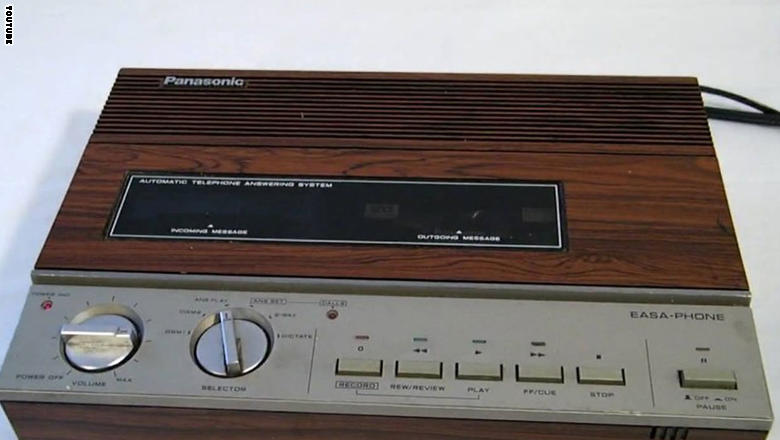 YOUTUBE
Panasonic
AUTOMATIC TELEPHONE ANSWERING SYSTEM
INCOMING MESSAGE
OUTGOING MESSAGE
EASA-PHONE
POWER IND
POWER OFF
VOLUME
MAX
ANS PLAY
ANS SET
CALLS
2-WAY
DICTATE
SELECTOR
RECORD
REW/REVIEW
PLAY
FF/CUE
STOP
OFF
ON
PAUSE